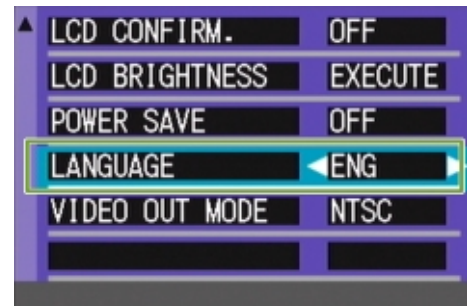 LCD CONFIRM. OFF
LCD BRIGHTNESS EXECUTE
POWER SAVE OFF
LANGUAGE ENG
VIDEO OUT MODE NTSC